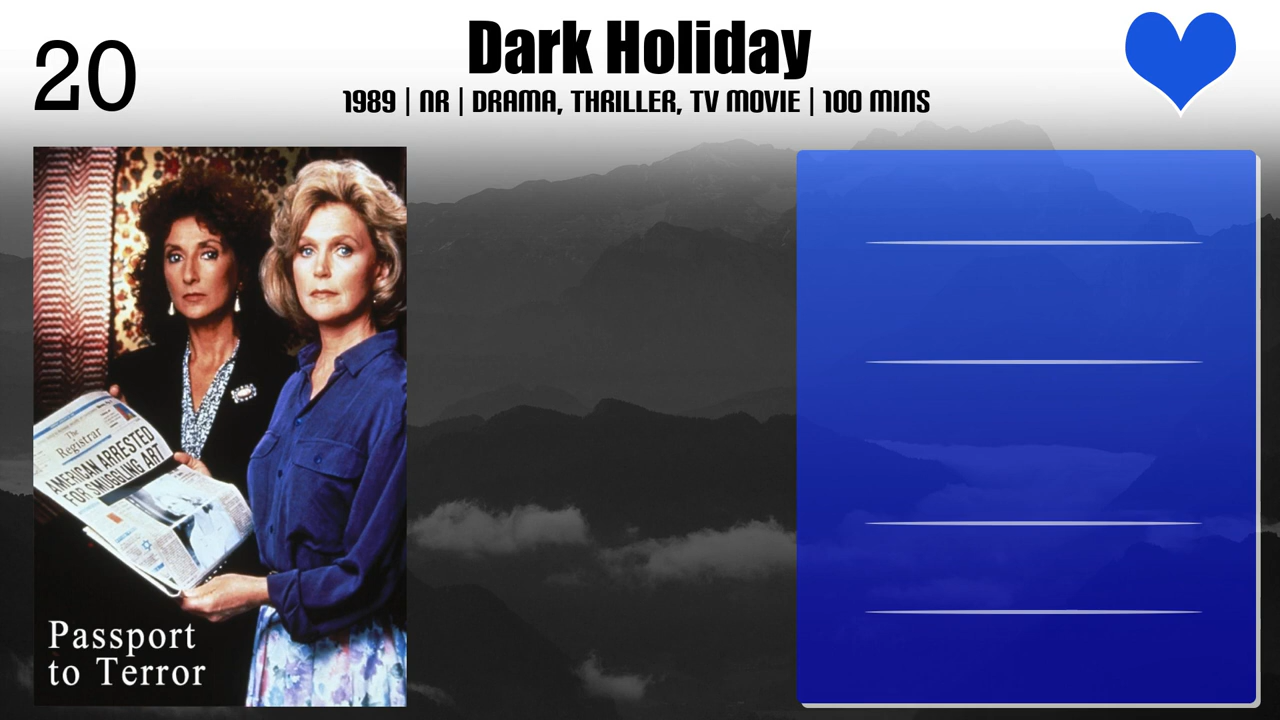 20
Dark Holiday
1989 | NR | DRAMA, THRILLER, TV MOVIE | 100 MINS
The
Registrar
AMERICAN ARRESTED
FOR SMUGGLING ART
Passport
to Terror